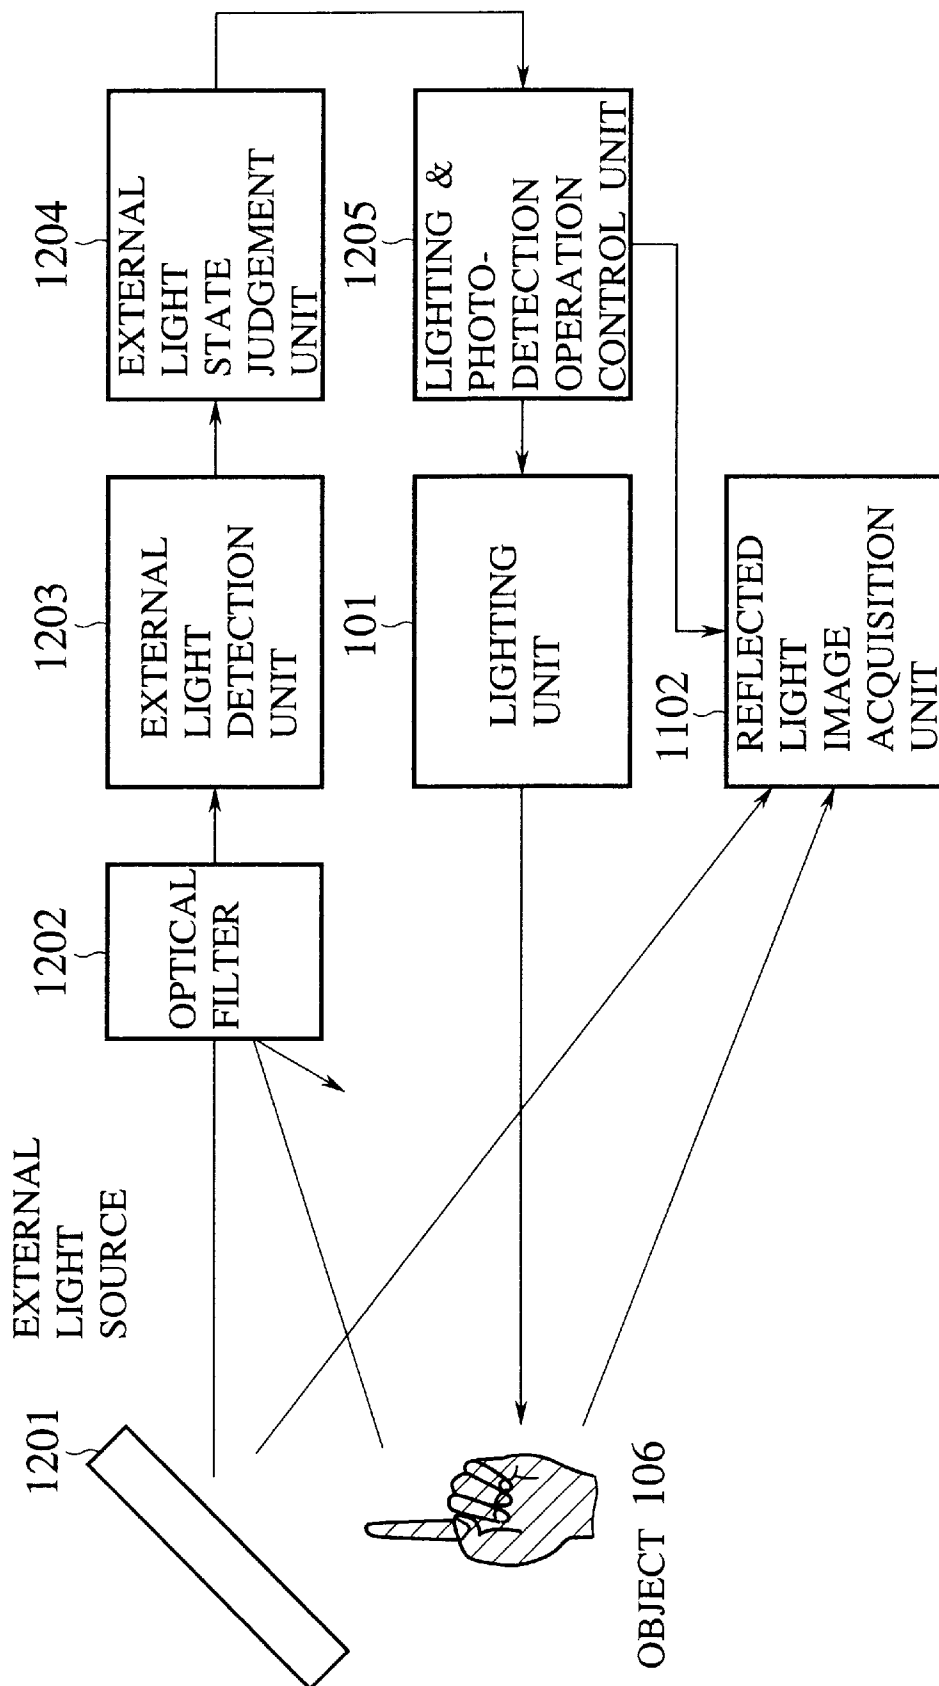 1201
EXTERNAL
LIGHT
SOURCE
1202
OPTICAL
FILTER
1203
EXTERNAL
LIGHT
DETECTION
UNIT
1204
EXTERNAL
LIGHT
STATE
JUDGEMENT
UNIT
101
LIGHTING
UNIT
1205
LIGHTING &
PHOTO-
DETECTION
OPERATION
CONTROL UNIT
OBJECT 106
1102
REFLECTED
LIGHT
IMAGE
ACQUISITION
UNIT